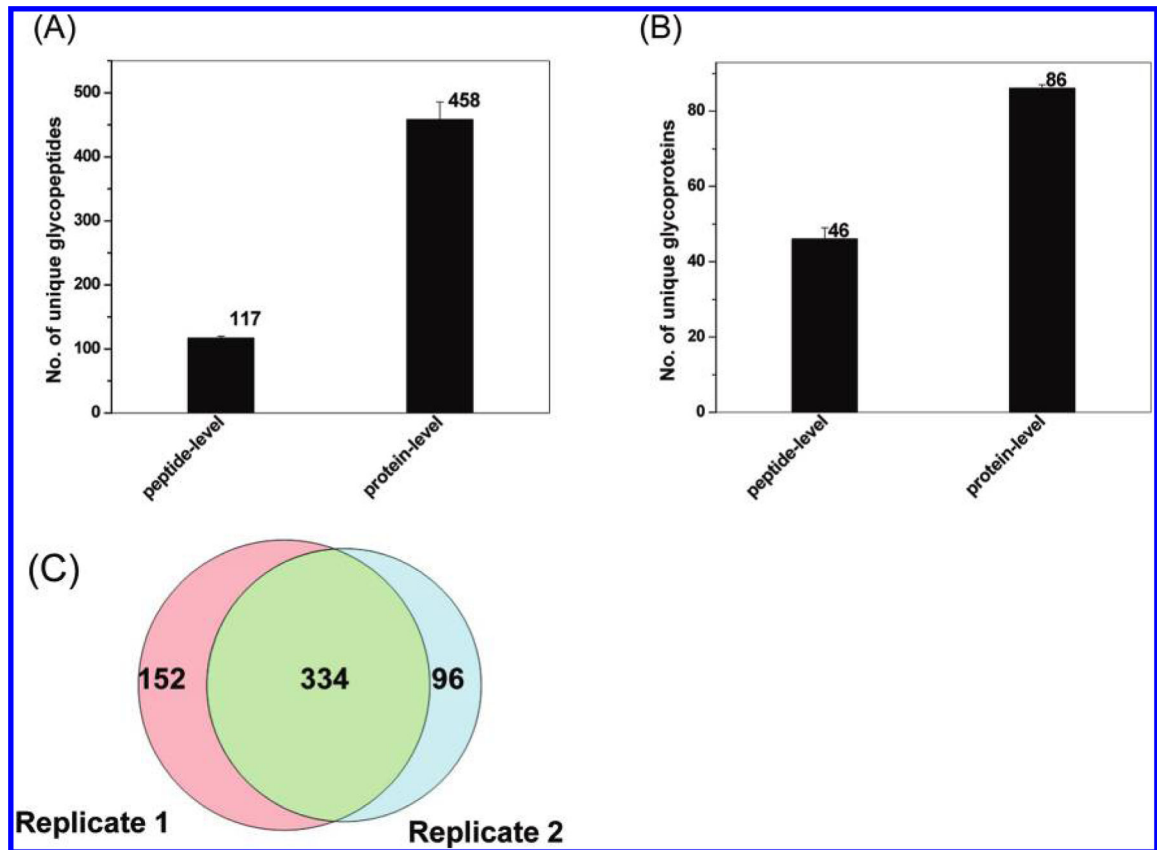 (A)
No. of unique glycopeptides
500
400
300
200
100
0
117
458
peptide-level
protein-level
(B)
No. of unique glycoproteins
80
60
40
20
0
46
86
peptide-level
protein-level
(C)
152
334
96
Replicate 1
Replicate 2